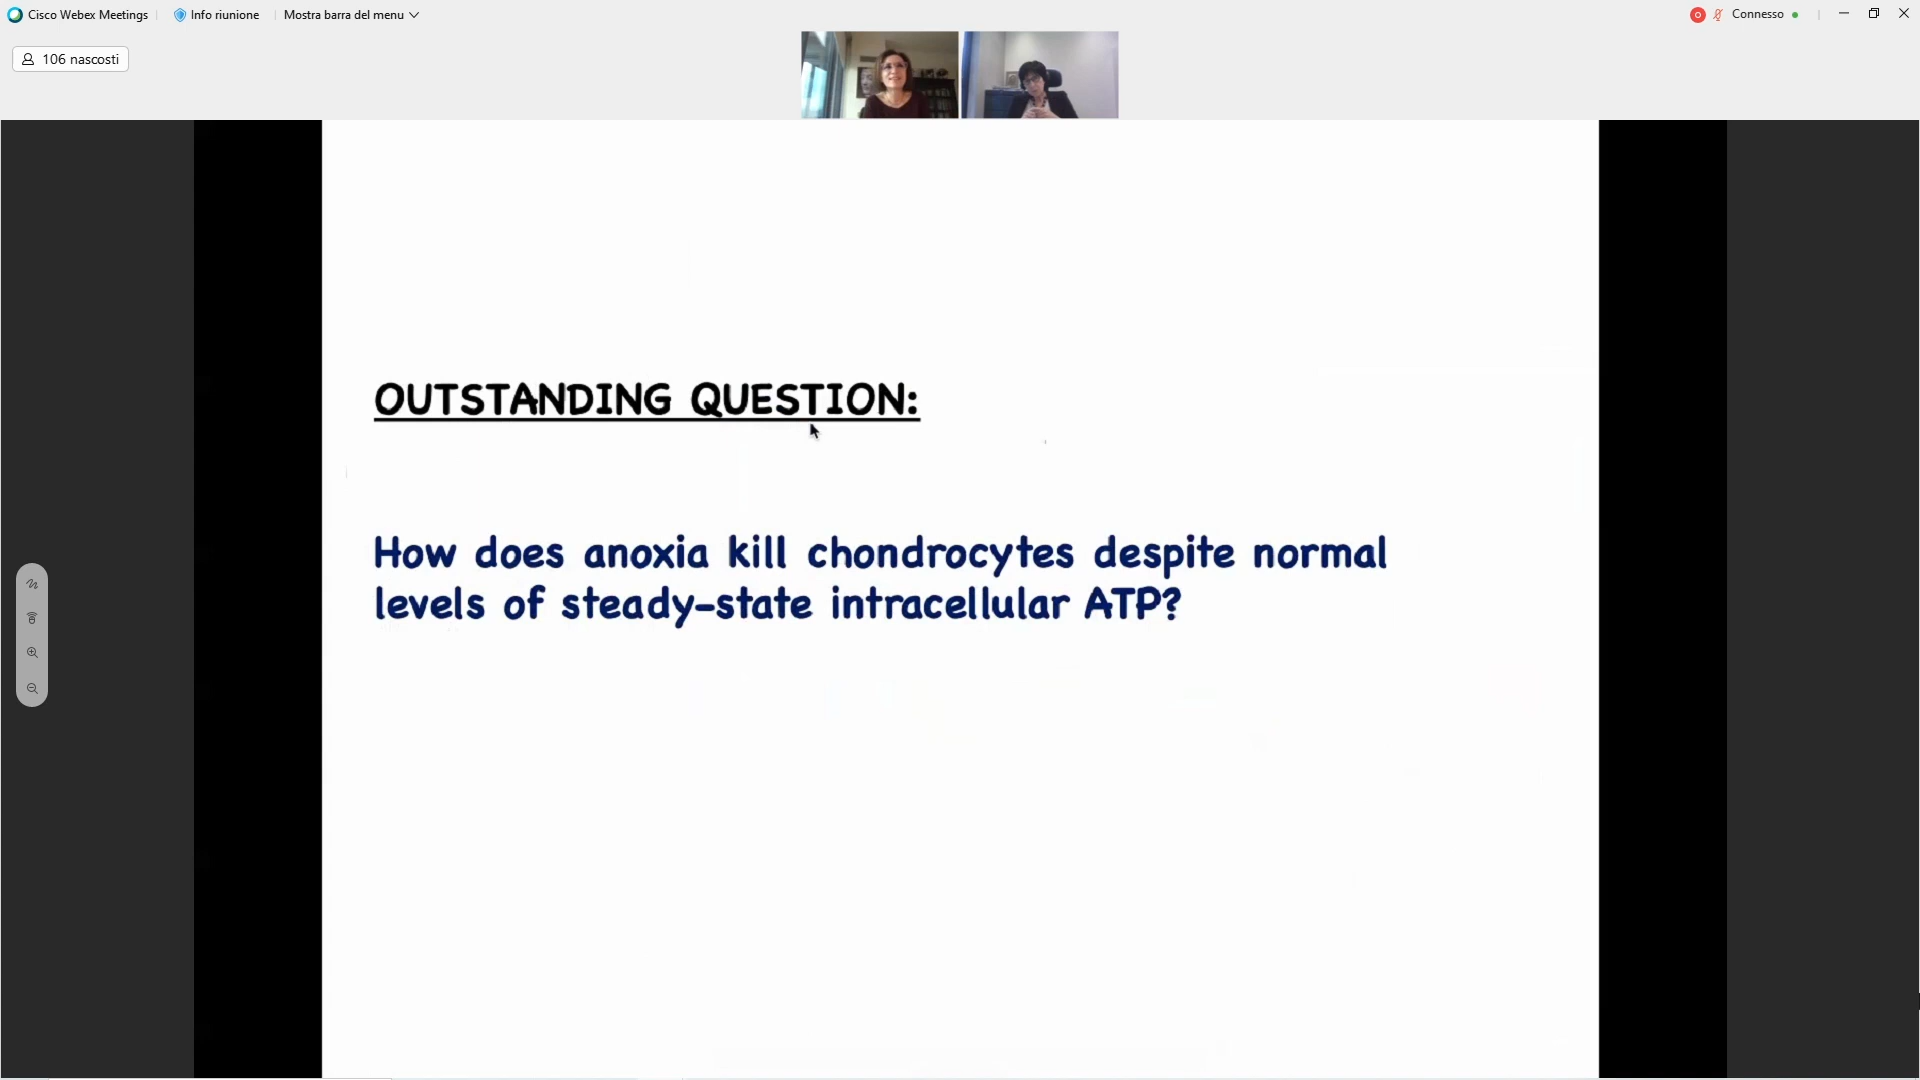 Cisco Webex Meetings
Info riunione
Mostra barra del menu
Connesso
106 nascosti
OUTSTANDING QUESTION:
How does anoxia kill chondrocytes despite normal
levels of steady-state intracellular ATP?